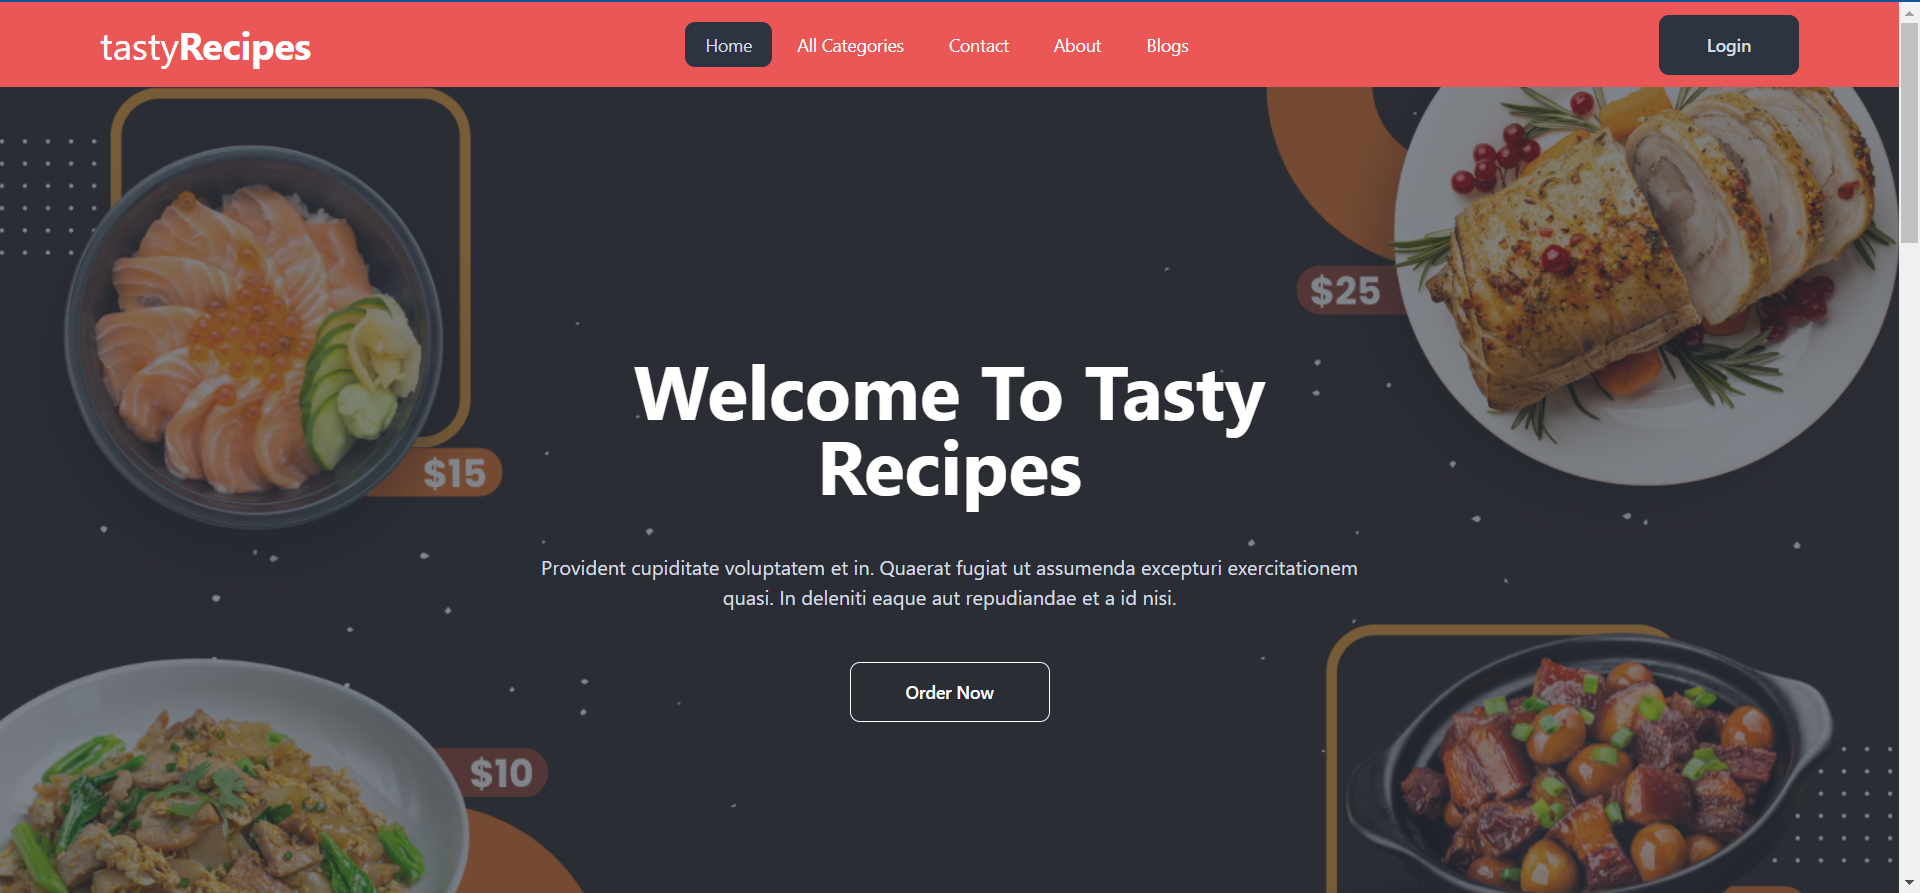 tastyRecipes
Home
All Categories
Contact
About
Blogs
Login
$25
Welcome To Tasty
Recipes
$15
Provident cupiditate voluptatem et in. Quaerat fugiat ut assumenda excepturi exercitationem
quasi. In deleniti eaque aut repudiandae et a id nisi.
Order Now
$10